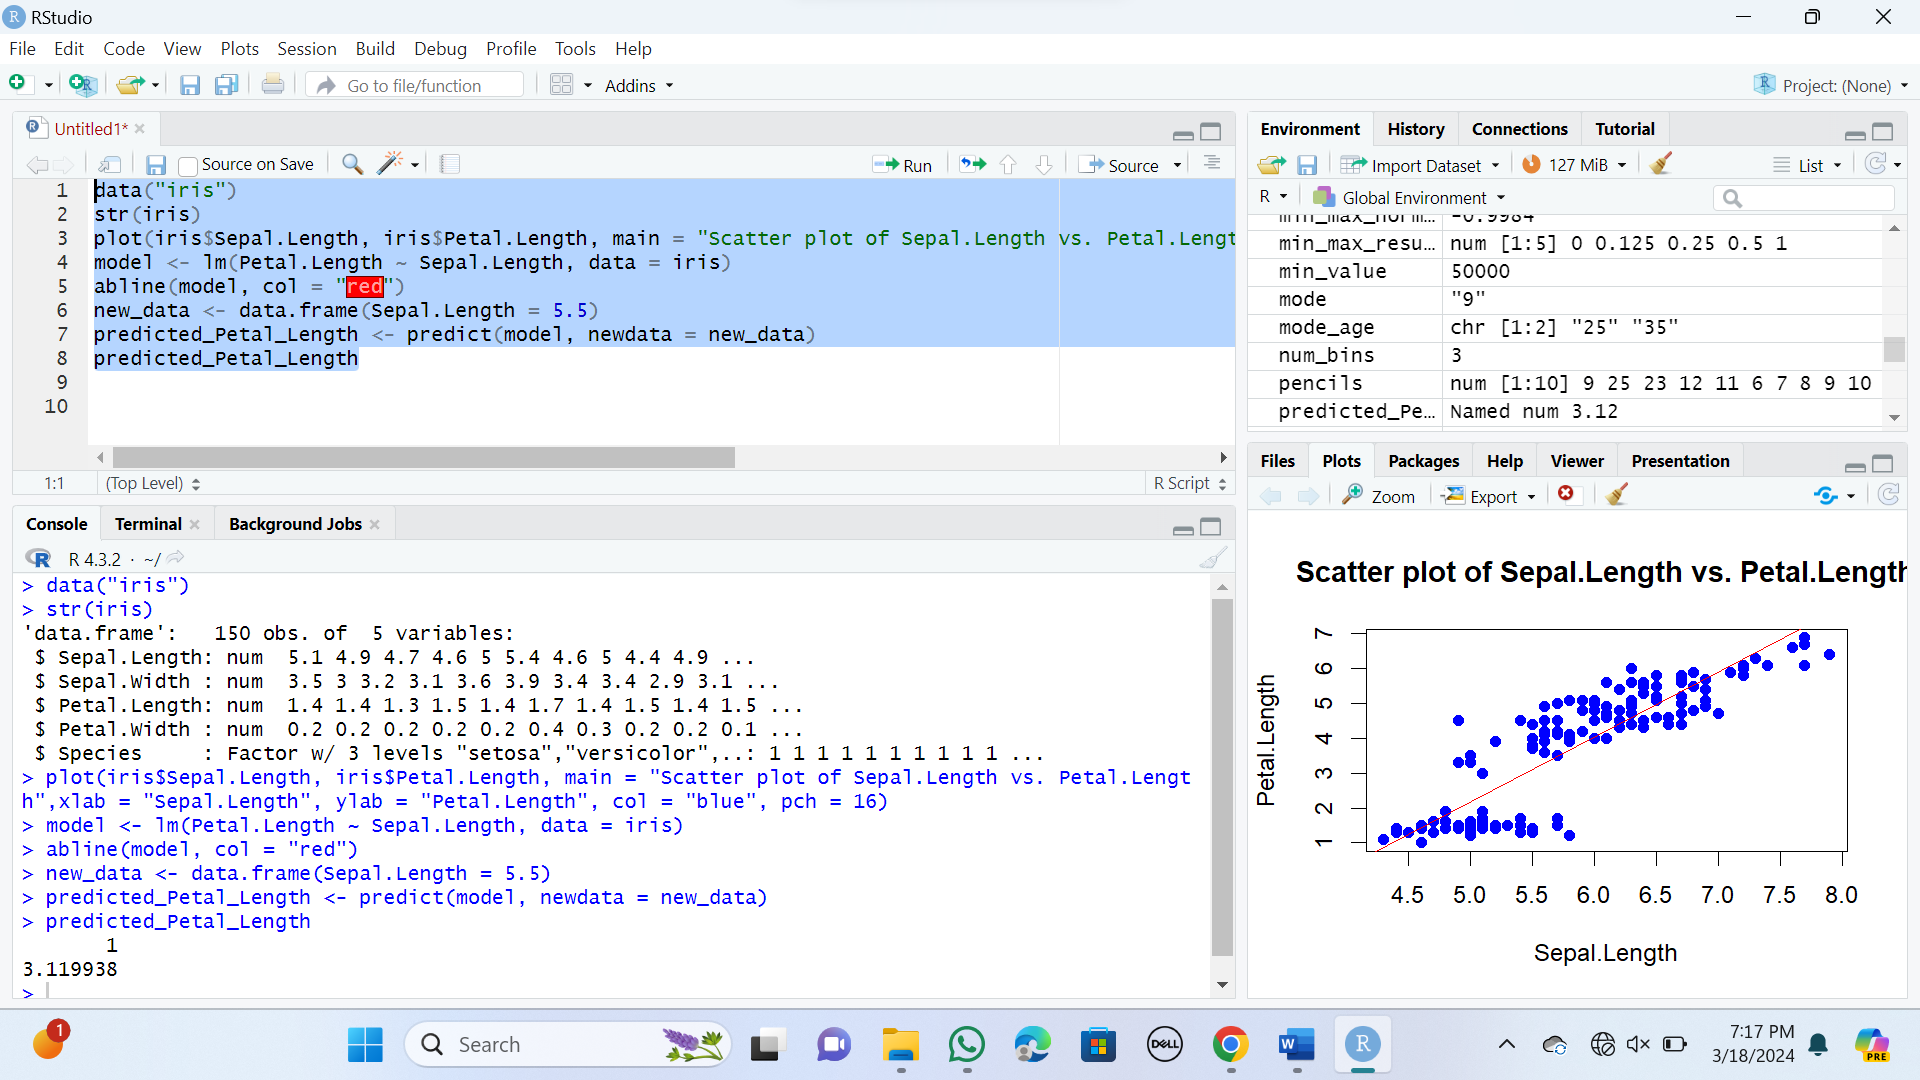 RStudio
File Edit Code View Plots Session Build Debug Profile Tools Help
Go to file/function Addins Project: (None)
Untitled1*
Source on Save Run Source
1 data("iris")
2 str(iris)
3 plot(iris$Sepal.Length, iris$Petal.Length, main = "Scatter plot of Sepal.Length vs. Petal.Lengt
4 model <- lm(Petal.Length ~ Sepal.Length, data = iris)
5 abline(model, col = "red")
6 new_data <- data.frame(Sepal.Length = 5.5)
7 predicted_Petal_Length <- predict(model, newdata = new_data)
8 predicted_Petal_Length
9
10
1:1 (Top Level) R Script
Console Terminal Background Jobs
R 4.3.2 · ~/
> data("iris")
> str(iris)
'data.frame':   150 obs. of  5 variables:
 $ Sepal.Length: num  5.1 4.9 4.7 4.6 5 5.4 4.6 5 4.4 4.9 ...
 $ Sepal.Width : num  3.5 3 3.2 3.1 3.6 3.9 3.4 3.4 2.9 3.1 ...
 $ Petal.Length: num  1.4 1.4 1.3 1.5 1.4 1.7 1.4 1.5 1.4 1.5 ...
 $ Petal.Width : num  0.2 0.2 0.2 0.2 0.2 0.4 0.3 0.2 0.2 0.1 ...
 $ Species     : Factor w/ 3 levels "setosa","versicolor",..: 1 1 1 1 1 1 1 1 1 1 ...
> plot(iris$Sepal.Length, iris$Petal.Length, main = "Scatter plot of Sepal.Length vs. Petal.Lengt
h",xlab = "Sepal.Length", ylab = "Petal.Length", col = "blue", pch = 16)
> model <- lm(Petal.Length ~ Sepal.Length, data = iris)
> abline(model, col = "red")
> new_data <- data.frame(Sepal.Length = 5.5)
> predicted_Petal_Length <- predict(model, newdata = new_data)
> predicted_Petal_Length
       1
3.119938
>
Environment History Connections Tutorial
Import Dataset 127 MiB List
R Global Environment
min_max_norm... -0.9984
min_max_resu... num [1:5] 0 0.125 0.25 0.5 1
min_value 50000
mode "9"
mode_age chr [1:2] "25" "35"
num_bins 3
pencils num [1:10] 9 25 23 12 11 6 7 8 9 10
predicted_Pe... Named num 3.12
Files Plots Packages Help Viewer Presentation
Zoom Export
Scatter plot of Sepal.Length vs. Petal.Length
Petal.Length
7
6
5
4
3
2
1
4.5 5.0 5.5 6.0 6.5 7.0 7.5 8.0
Sepal.Length
1
Search
DELL
W
R
PRE
7:17 PM
3/18/2024